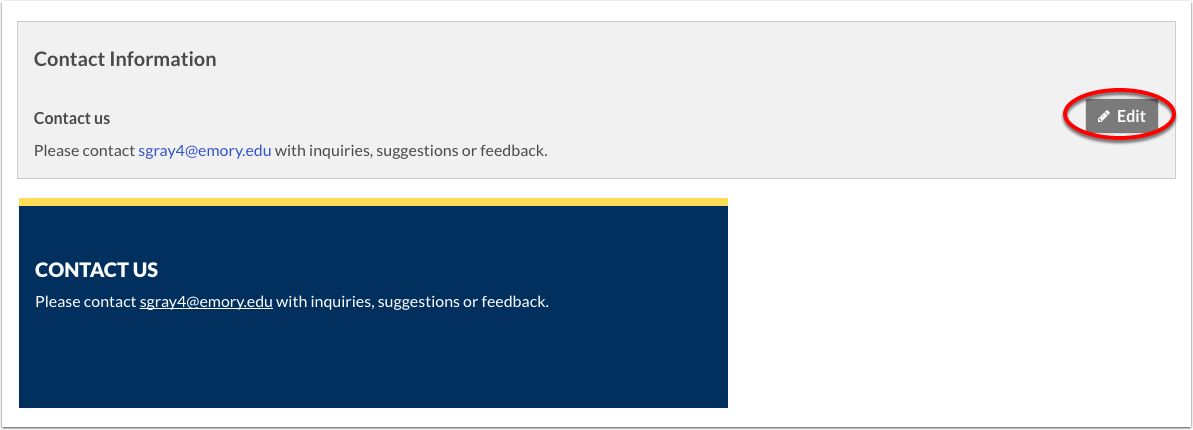 Contact Information
Contact us
Edit
Please contact sgray4@emory.edu with inquiries, suggestions or feedback.
CONTACT US
Please contact sgray4@emory.edu with inquiries, suggestions or feedback.